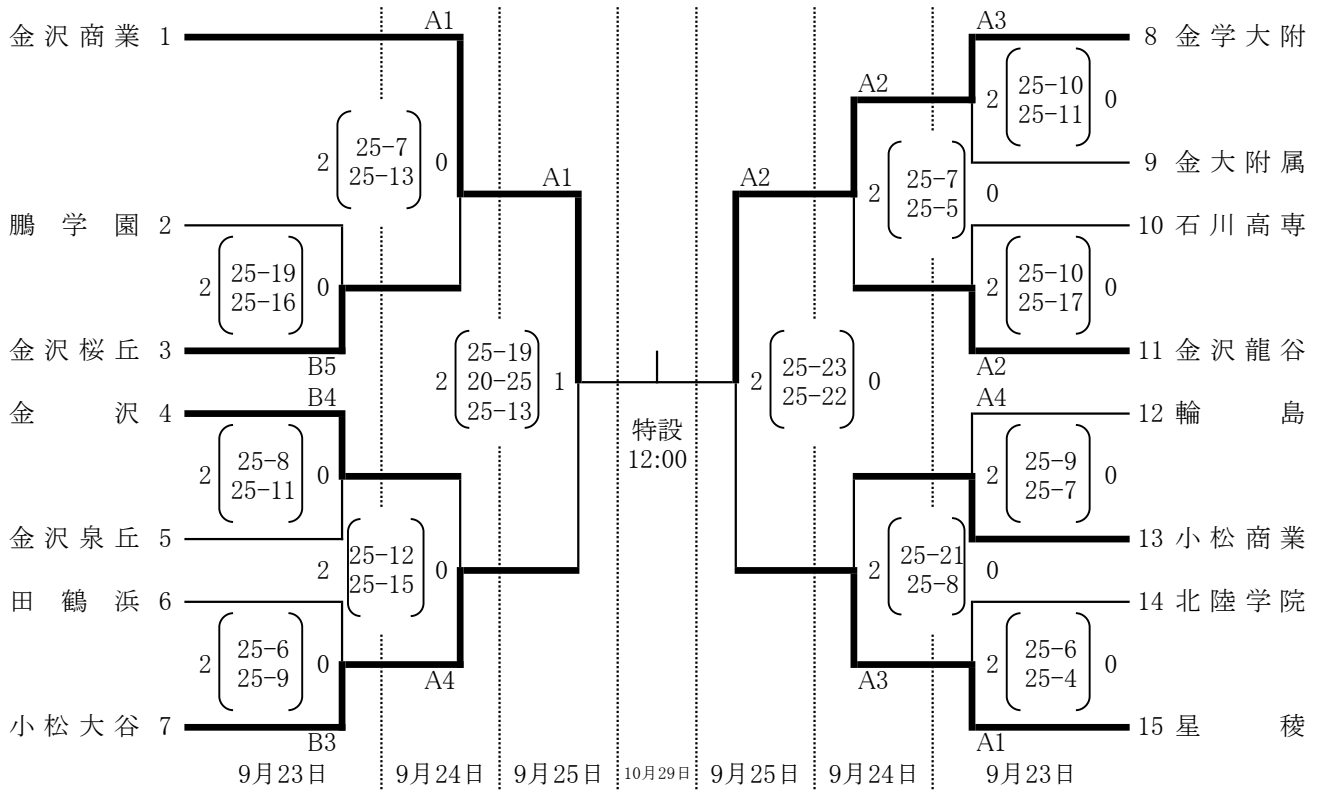 金沢商業 1
A1
A3
8 金学大附
2
25-7
25-13
0
A2
2
25-10
25-11
0
9 金大附属
鵬学園 2
A1
A2
2
25-7
25-5
0
10 石川高専
2
25-19
25-16
0
2
25-10
25-17
0
金沢桜丘 3
B5
2
25-19
20-25
25-13
1
2
25-23
25-22
0
11 金沢龍谷
A2
金沢 4
B4
特設
12:00
A4
12 輪島
2
25-8
25-11
0
2
25-9
25-7
0
金沢泉丘 5
13 小松商業
2
25-12
25-15
0
2
25-21
25-8
0
田鶴浜 6
14 北陸学院
2
25-6
25-9
0
A4
A3
2
25-6
25-4
0
小松大谷 7
B3
15 星稜
A1
9月23日 9月24日 9月25日 10月29日 9月25日 9月24日 9月23日